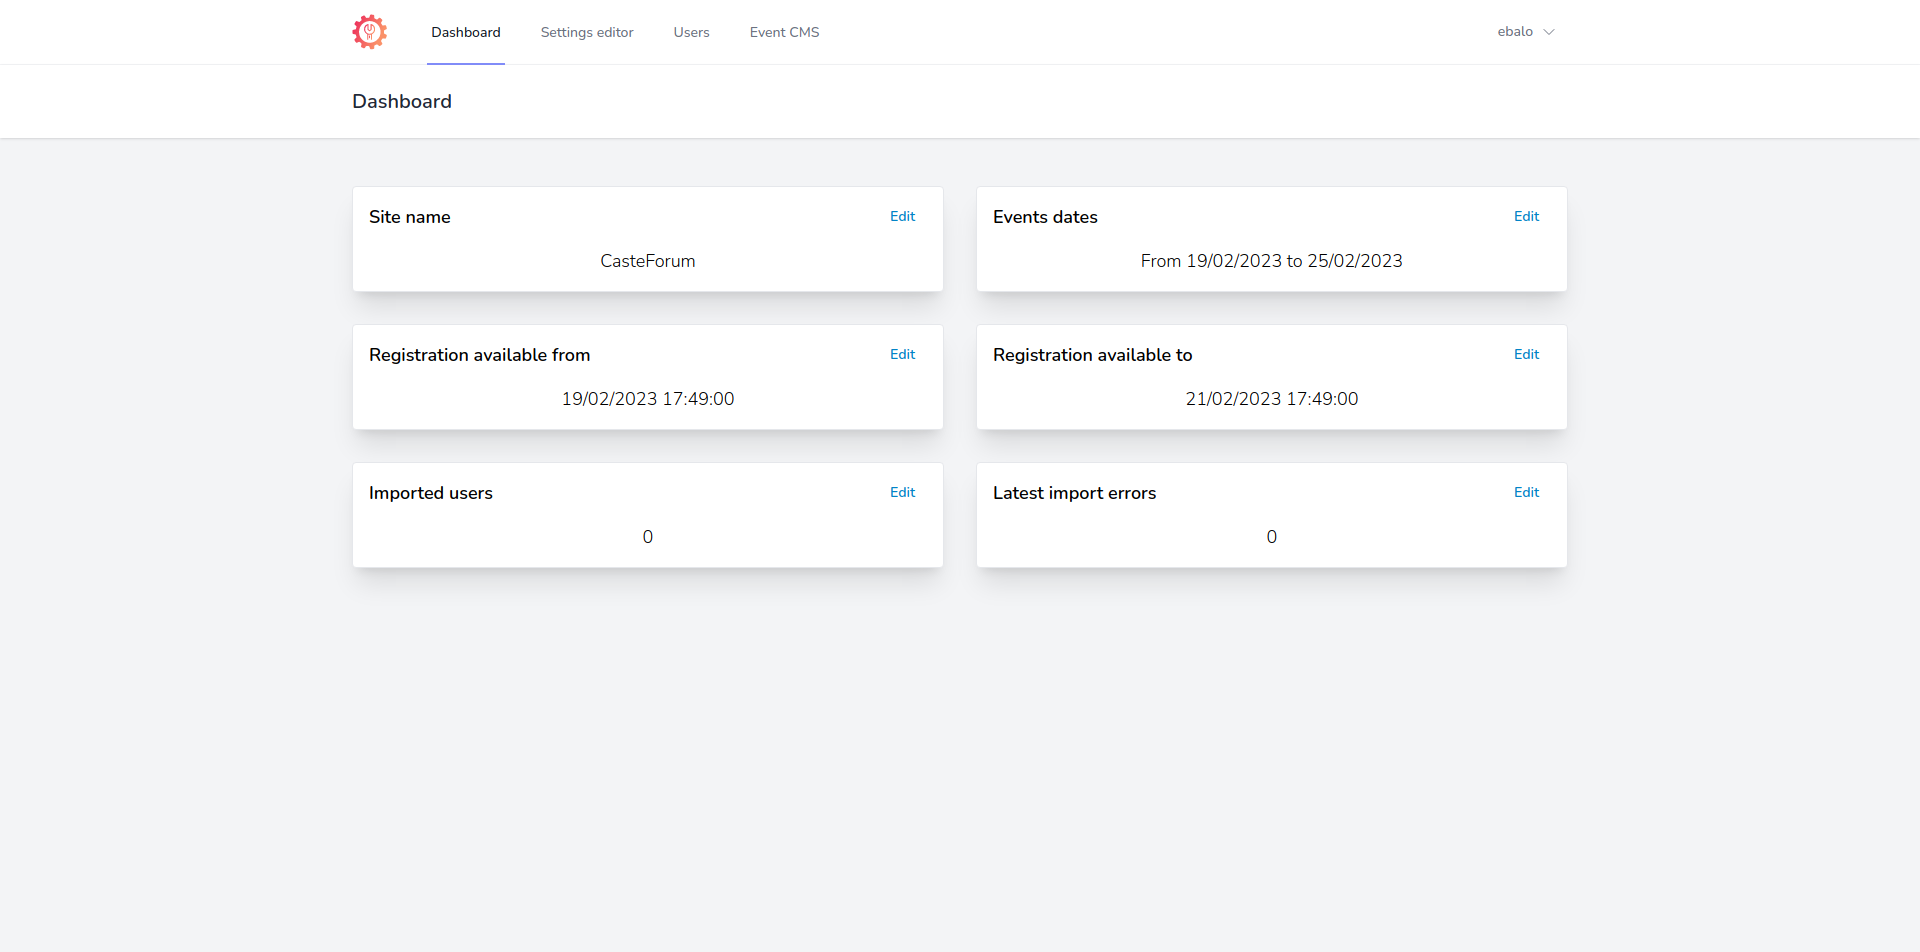 Dashboard
Settings editor
Users
Event CMS
ebalo
Dashboard
Site name
Edit
CasteForum
Events dates
Edit
From 19/02/2023 to 25/02/2023
Registration available from
Edit
19/02/2023 17:49:00
Registration available to
Edit
21/02/2023 17:49:00
Imported users
Edit
0
Latest import errors
Edit
0